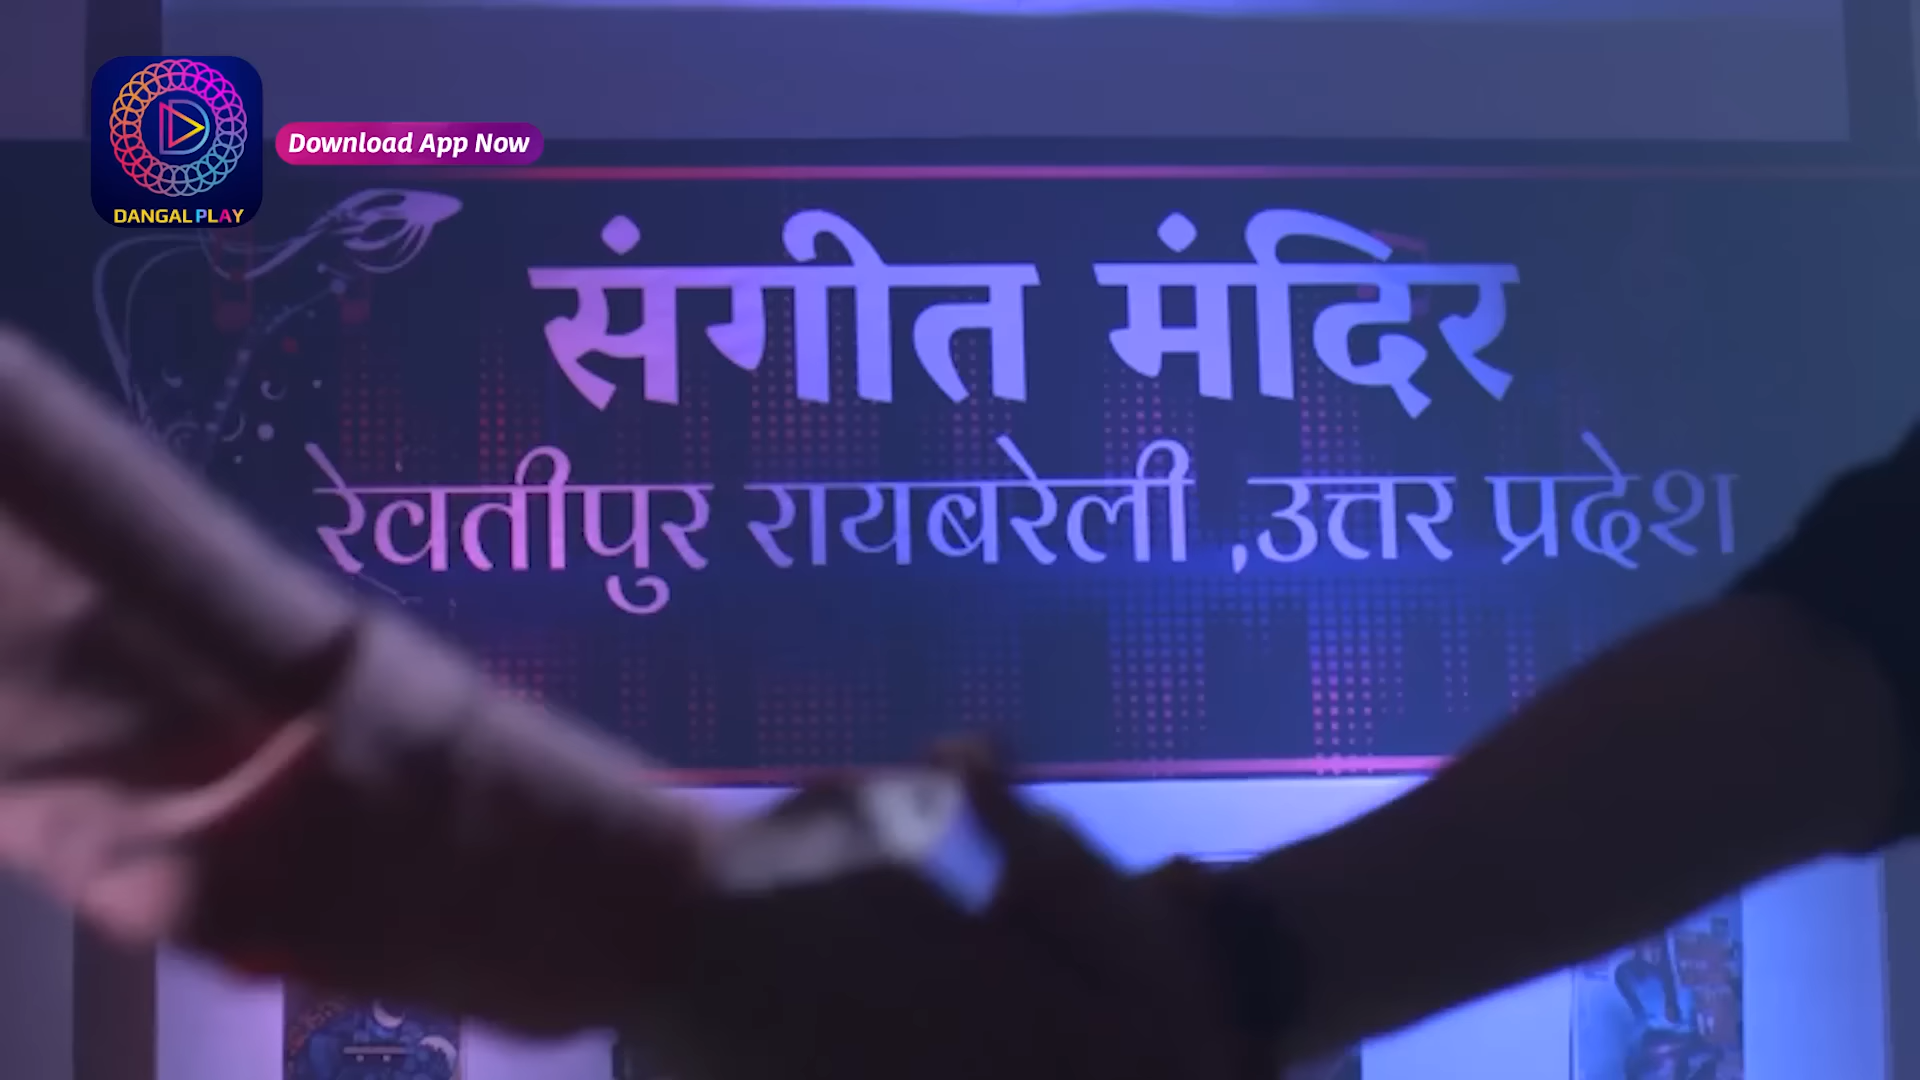 Download App Now
DANGAL PLAY
संगीत मंदिर
रेवतीपुर रायबरेली ,उत्तर प्रदेश